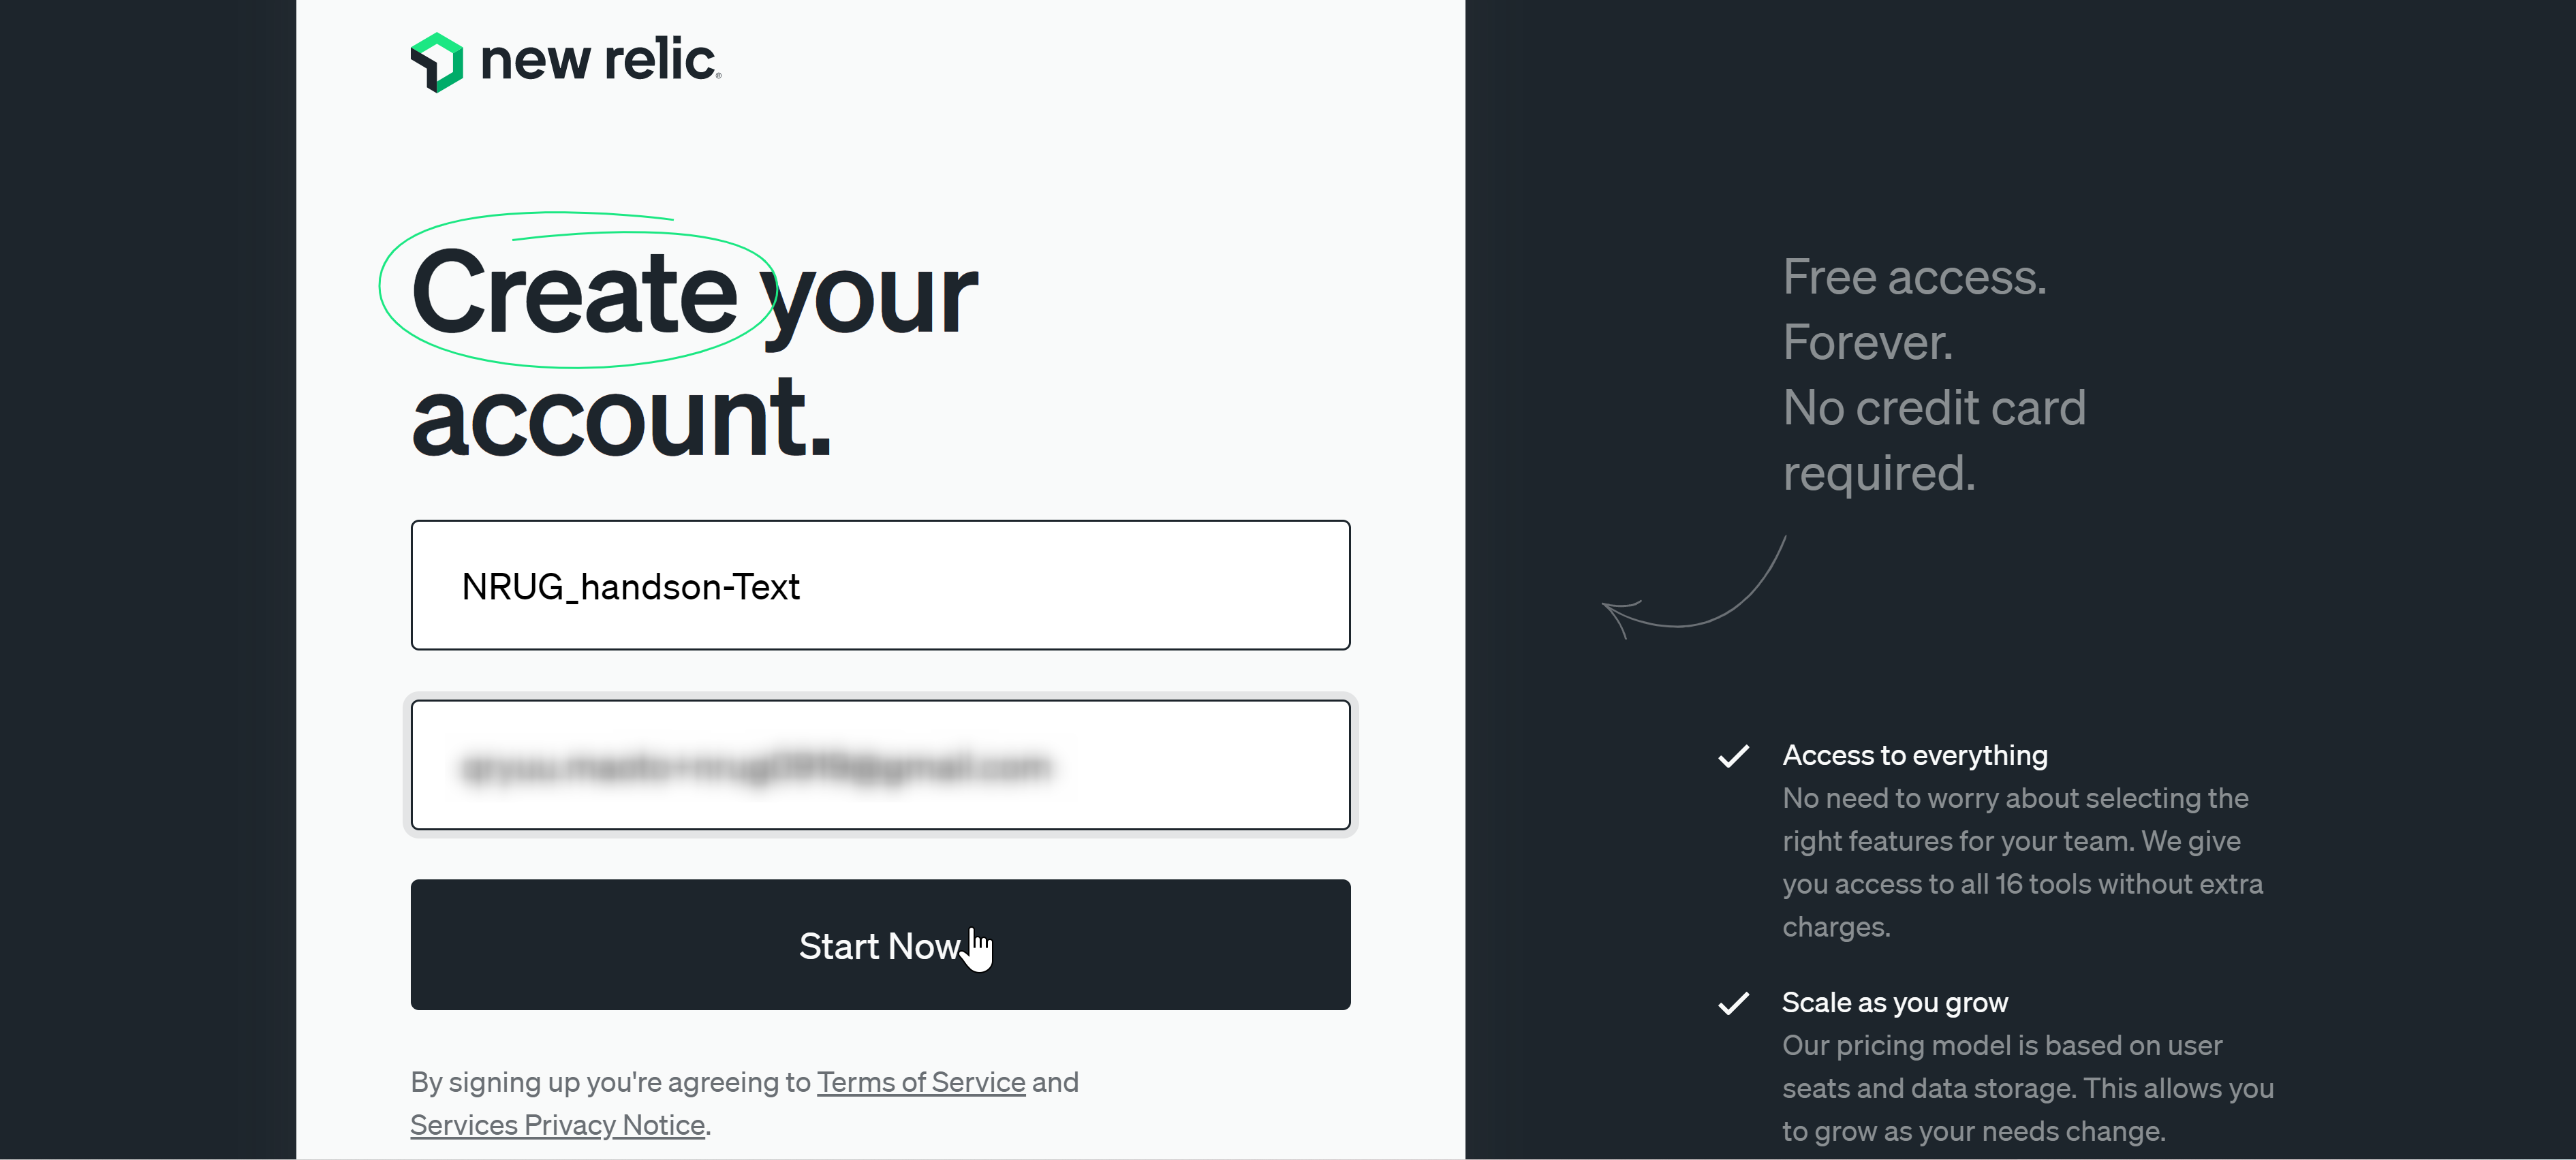 new relic
Create your
account.
NRUG_handson-Text
Start Now
By signing up you're agreeing to Terms of Service and
Services Privacy Notice.
Free access.
Forever.
No credit card
required.
Access to everything
No need to worry about selecting the
right features for your team. We give
you access to all 16 tools without extra
charges.
Scale as you grow
Our pricing model is based on user
seats and data storage. This allows you
to grow as your needs change.